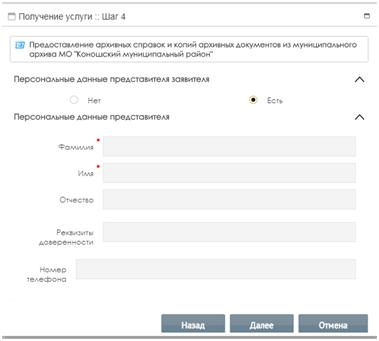 Получение услуги :: Шаг 4
Предоставление архивных справок и копий архивных документов из муниципального
архива МО "Коношский муниципальный район"
Персональные данные представителя заявителя
Нет Есть
Персональные данные представителя
Фамилия *
Имя *
Отчество
Реквизиты
доверенности
Номер
телефона
Назад Далее Отмена